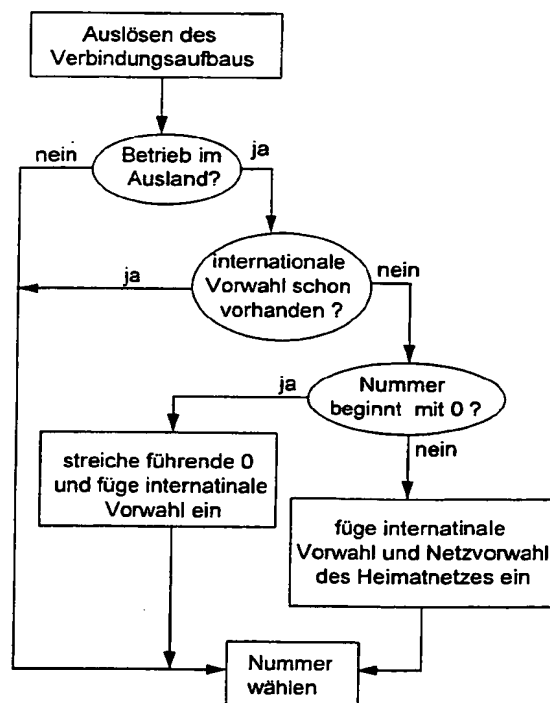 Auslösen des
Verbindungsaufbaus
nein
Betrieb im
Ausland?
ja
internationale
Vorwahl schon
vorhanden ?
ja
nein
Nummer
beginnt mit 0 ?
ja
nein
streiche führende 0
und füge internatinale
Vorwahl ein
füge internatinale
Vorwahl und Netzvorwahl
des Heimatnetzes ein
Nummer
wählen